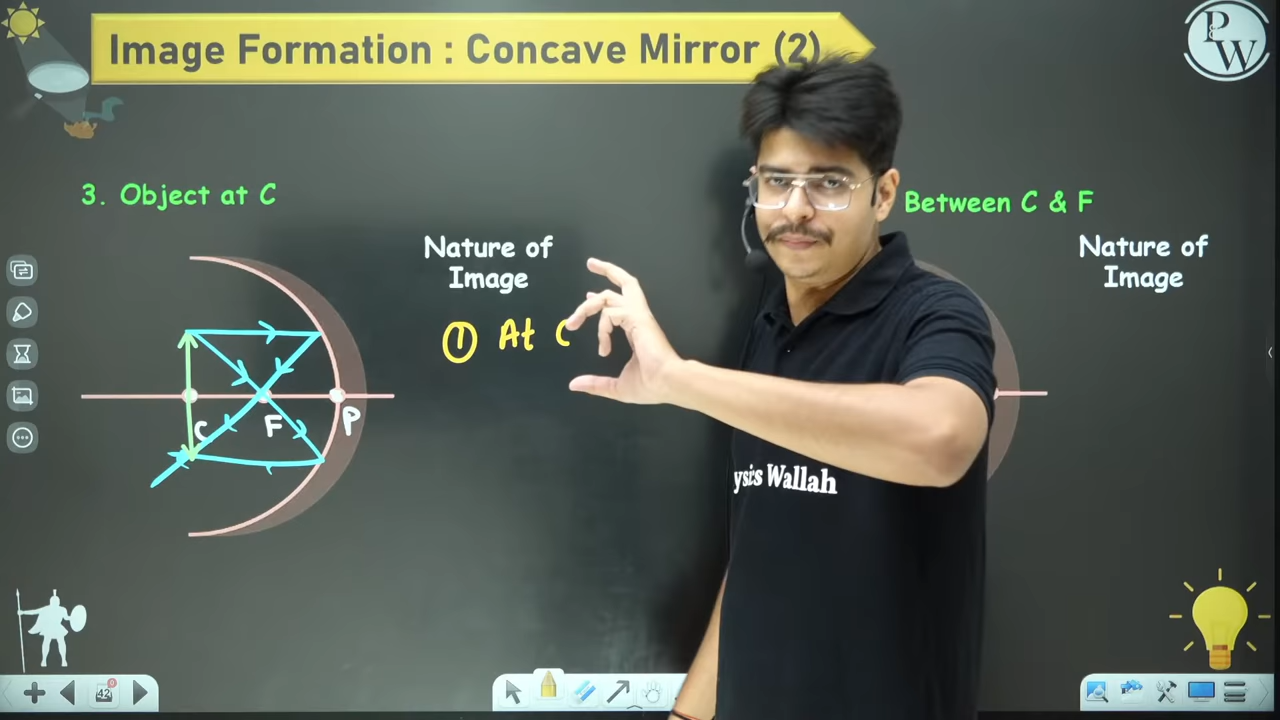 Image Formation : Concave Mirror (2)
PW
3. Object at C
Between C & F
Nature of
Image
Nature of
Image
① At C
C
F
P
ysics Wallah
42